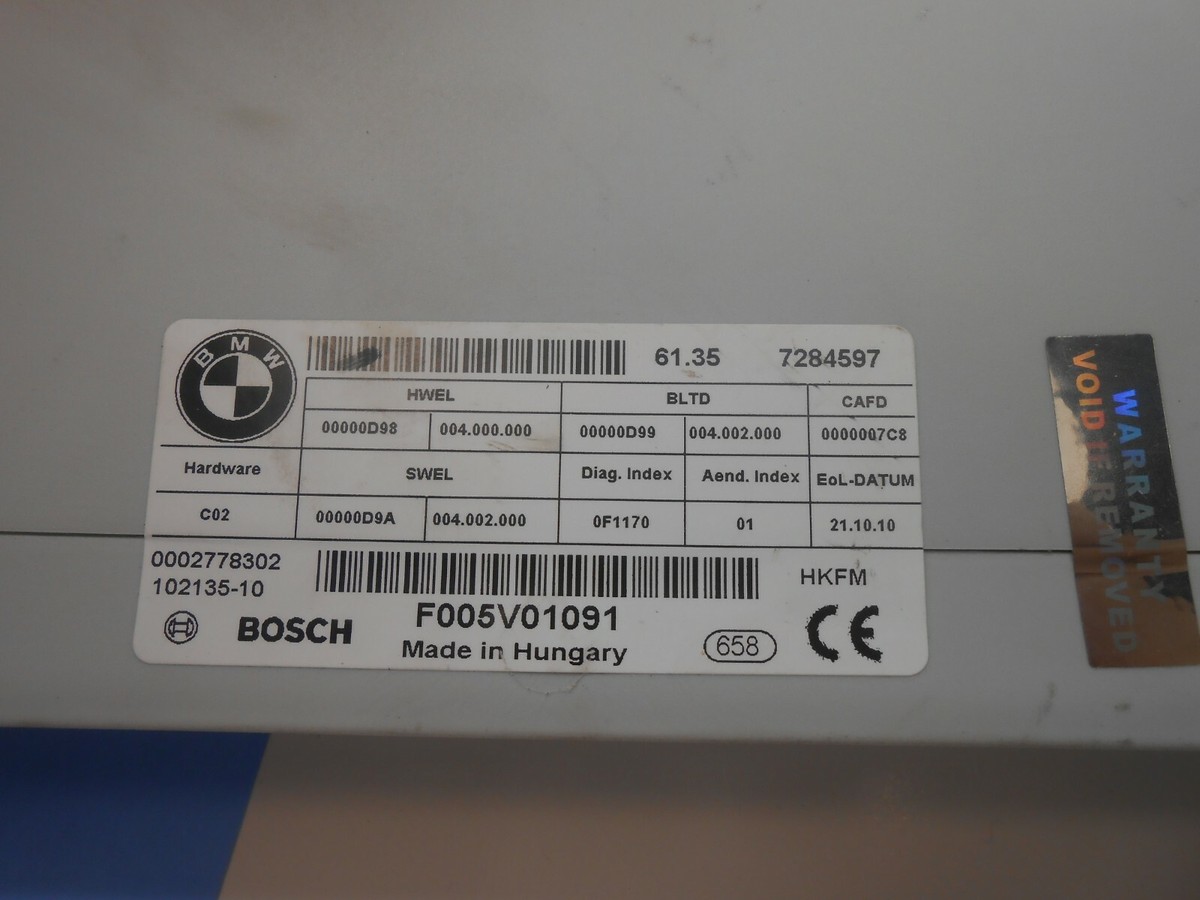 BMW
61.35 7284597
HWEL BLTD CAFD
00000D98 004.000.000 00000D99 004.002.000 0000007C8
Hardware SWEL Diag. Index Aend. Index EoL-DATUM
C02 00000D9A 004.002.000 0F1170 01 21.10.10
0002778302
102135-10
HKFM
BOSCH
F005V01091
Made in Hungary
658
CE
WARRANTY
VOID IF REMOVED